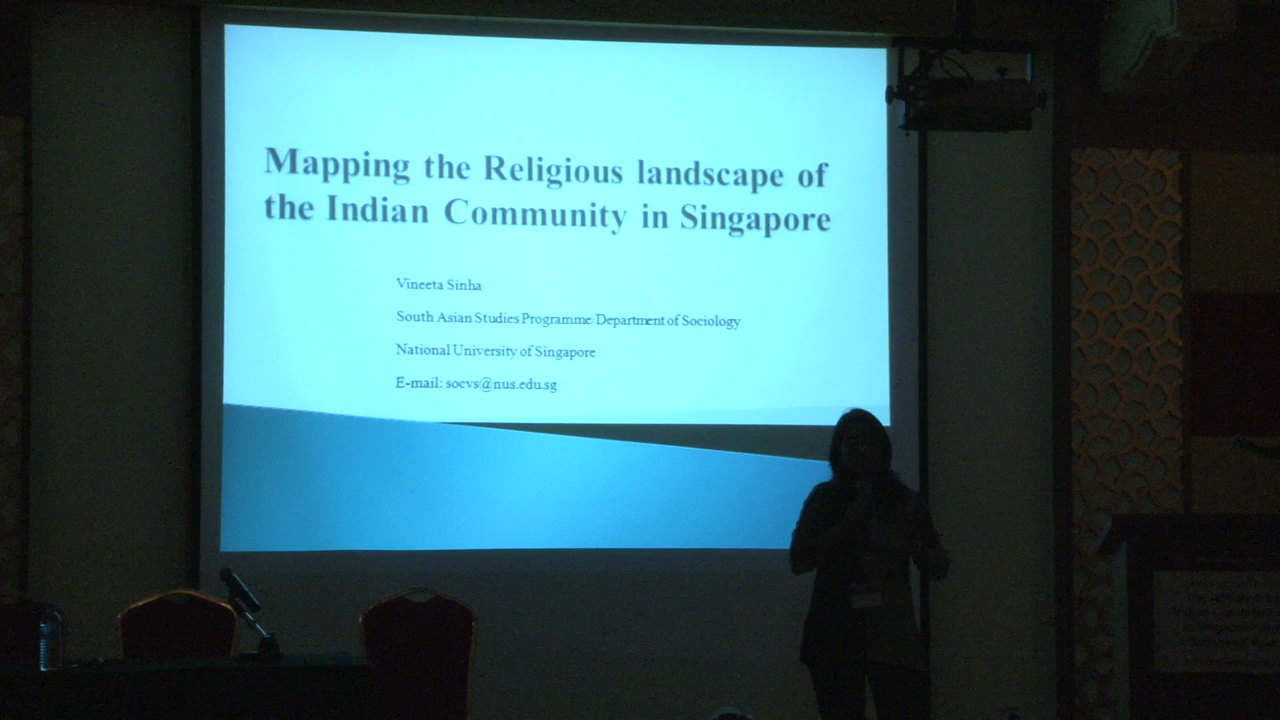 Mapping the Religious landscape of
the Indian Community in Singapore
Vineeta Sinha
South Asian Studies Programme/Department of Sociology
National University of Singapore
E-mail: socvs@nus.edu.sg